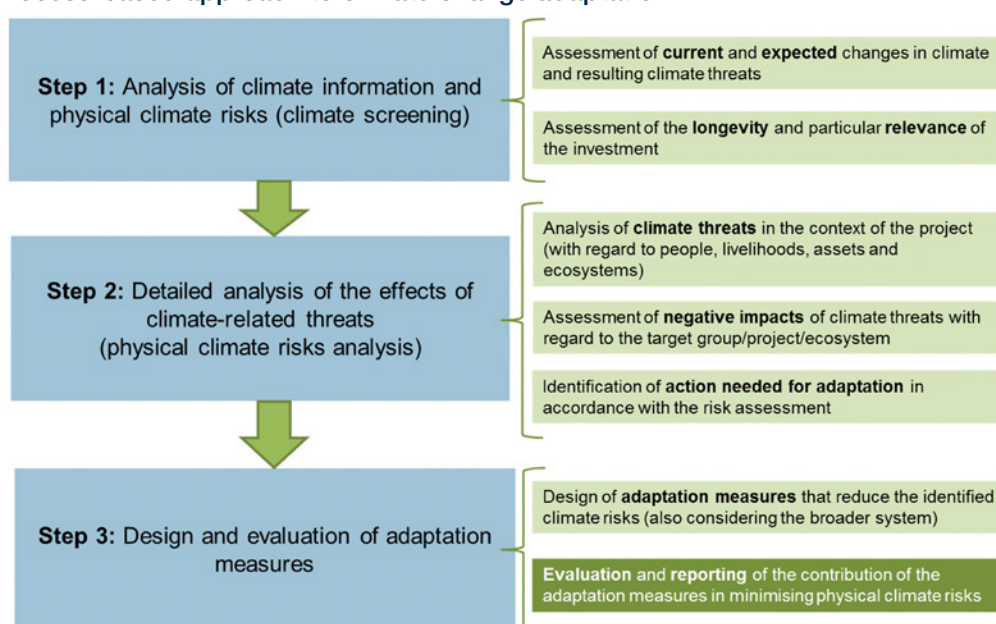 Step 1: Analysis of climate information and
physical climate risks (climate screening)
Assessment of current and expected changes in climate
and resulting climate threats
Assessment of the longevity and particular relevance of
the investment
Step 2: Detailed analysis of the effects of
climate-related threats
(physical climate risks analysis)
Analysis of climate threats in the context of the project
(with regard to people, livelihoods, assets and
ecosystems)
Assessment of negative impacts of climate threats with
regard to the target group/project/ecosystem
Identification of action needed for adaptation in
accordance with the risk assessment
Step 3: Design and evaluation of adaptation
measures
Design of adaptation measures that reduce the identified
climate risks (also considering the broader system)
Evaluation and reporting of the contribution of the
adaptation measures in minimising physical climate risks